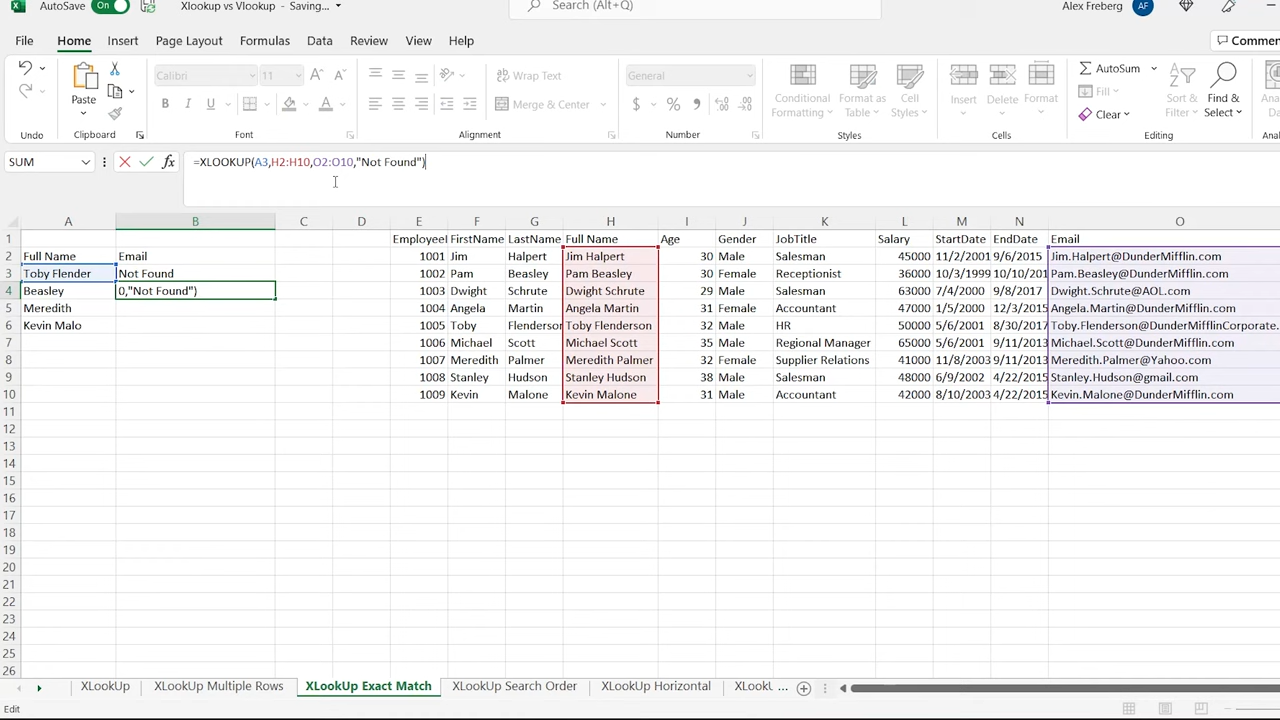 AutoSave On Xlookup vs Vlookup - Saving... Search (Alt+Q) Alex Freberg AF
File Home Insert Page Layout Formulas Data Review View Help
Calibri 11 Wrap Text General AutoSum
Paste Merge & Center $ % Conditional Formatting Format as Table Cell Styles Insert Delete Format Fill Clear Sort & Filter Find & Select
Undo Clipboard Font Alignment Number Styles Cells Editing
SUM fx =XLOOKUP(A3,H2:H10,O2:O10,"Not Found")
A B C D E F G H I J K L M N O
1 EmployeeI FirstName LastName Full Name Age Gender JobTitle Salary StartDate EndDate Email
2 Full Name Email 1001 Jim Halpert Jim Halpert 30 Male Salesman 45000 11/2/2001 9/6/2015 Jim.Halpert@DunderMifflin.com
3 Toby Flender Not Found 1002 Pam Beasley Pam Beasley 30 Female Receptionist 36000 10/3/1999 10/10/201 Pam.Beasley@DunderMifflin.com
4 Beasley 0,"Not Found") 1003 Dwight Schrute Dwight Schrute 29 Male Salesman 63000 7/4/2000 9/8/2017 Dwight.Schrute@AOL.com
5 Meredith 1004 Angela Martin Angela Martin 31 Female Accountant 47000 1/5/2000 12/3/2015 Angela.Martin@DunderMifflin.com
6 Kevin Malo 1005 Toby Flenderson Toby Flenderson 32 Male HR 50000 5/6/2001 8/30/2017 Toby.Flenderson@DunderMifflinCorporate.
7 1006 Michael Scott Michael Scott 35 Male Regional Manager 65000 5/6/2001 9/11/2013 Michael.Scott@DunderMifflin.com
8 1007 Meredith Palmer Meredith Palmer 32 Female Supplier Relations 41000 11/8/2003 9/11/2013 Meredith.Palmer@Yahoo.com
9 1008 Stanley Hudson Stanley Hudson 38 Male Salesman 48000 6/9/2002 4/22/2015 Stanley.Hudson@gmail.com
10 1009 Kevin Malone Kevin Malone 31 Male Accountant 42000 8/10/2003 4/22/2015 Kevin.Malone@DunderMifflin.com
11
12
13
14
15
16
17
18
19
20
21
22
23
24
25
26
XLookUp XLookUp Multiple Rows XLookUp Exact Match XLookUp Search Order XLookUp Horizontal ...
Edit